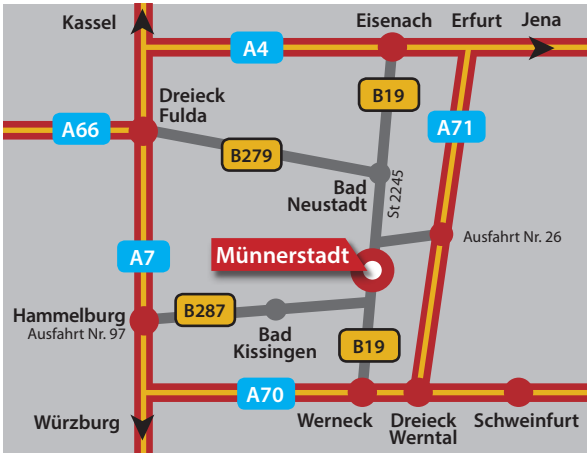 Kassel
Eisenach
Erfurt
Jena
A4
B19
Dreieck
Fulda
A66
A71
B279
Bad
Neustadt
St 2245
Ausfahrt Nr. 26
Münnerstadt
A7
Hammelburg
Ausfahrt Nr. 97
B287
Bad
Kissingen
B19
A70
Würzburg
Werneck
Dreieck
Werntal
Schweinfurt